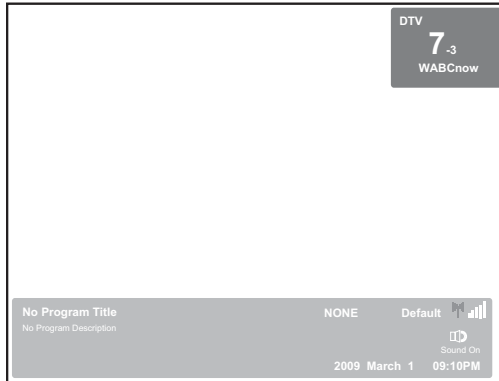 DTV
7-3
WABCnow
No Program Title NONE Default
No Program Description
Sound On
2009 March 1 09:10PM